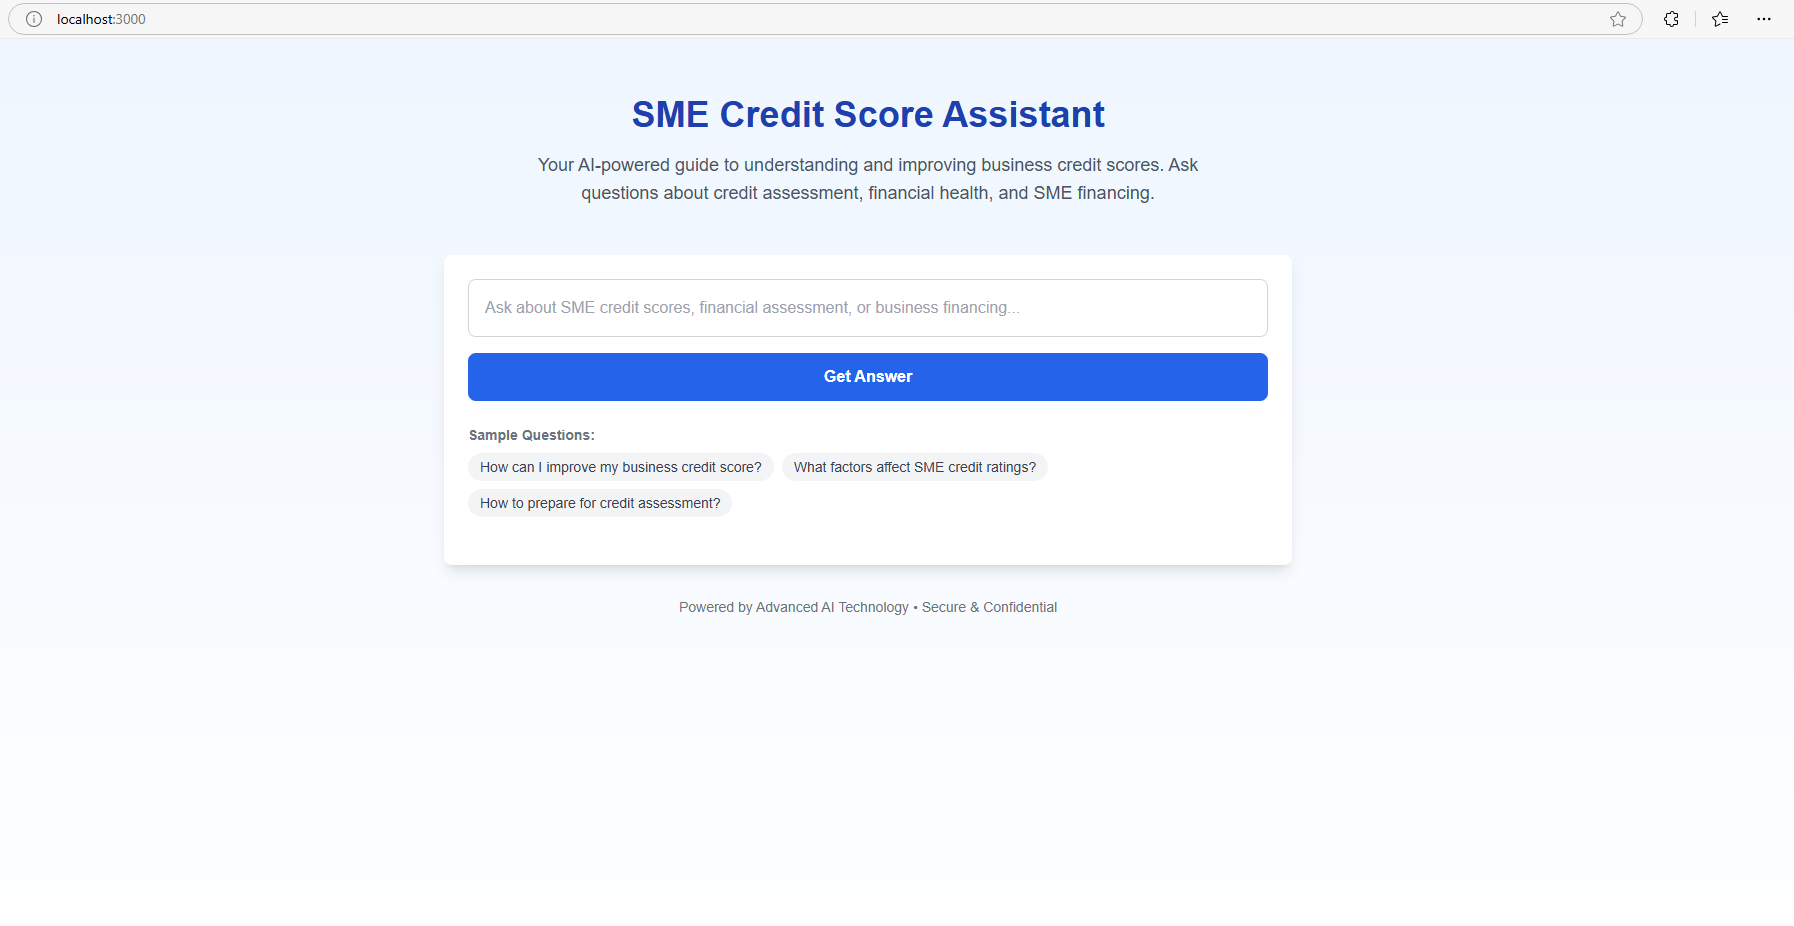 localhost:3000
SME Credit Score Assistant
Your AI-powered guide to understanding and improving business credit scores. Ask
questions about credit assessment, financial health, and SME financing.
Ask about SME credit scores, financial assessment, or business financing...
Get Answer
Sample Questions:
How can I improve my business credit score?
What factors affect SME credit ratings?
How to prepare for credit assessment?
Powered by Advanced AI Technology • Secure & Confidential